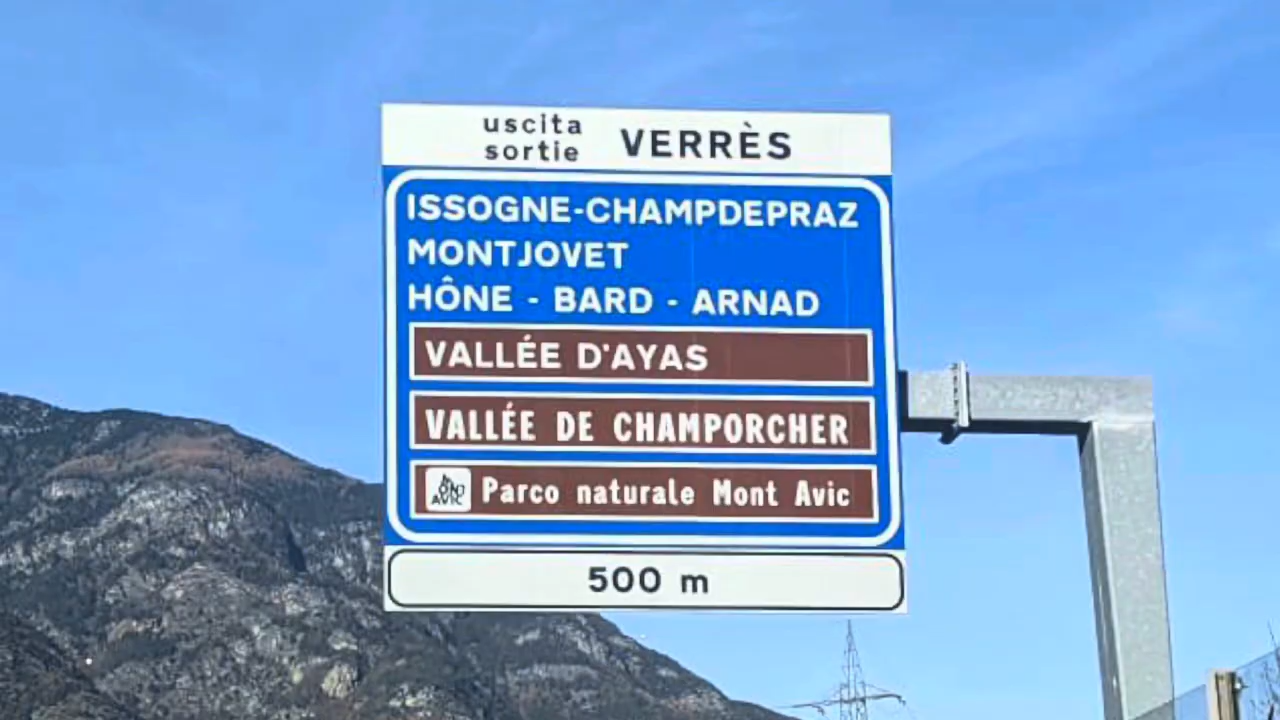 uscita
sortie
VERRÈS
ISSOGNE-CHAMPDEPRAZ
MONTJOVET
HÔNE - BARD - ARNAD
VALLÉE D'AYAS
VALLÉE DE CHAMPORCHER
AVIC
Parco naturale Mont Avic
500 m